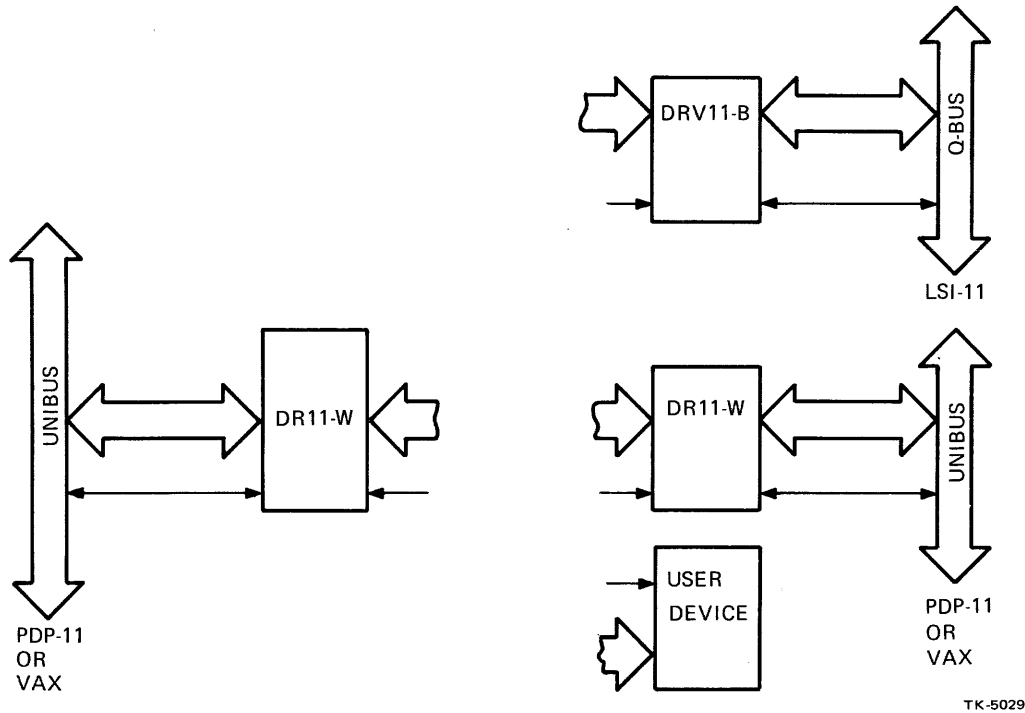 DRV11-B
Q-BUS
LSI-11
UNIBUS
DR11-W
PDP-11
OR
VAX
DR11-W
UNIBUS
USER
DEVICE
PDP-11
OR
VAX
TK-5029